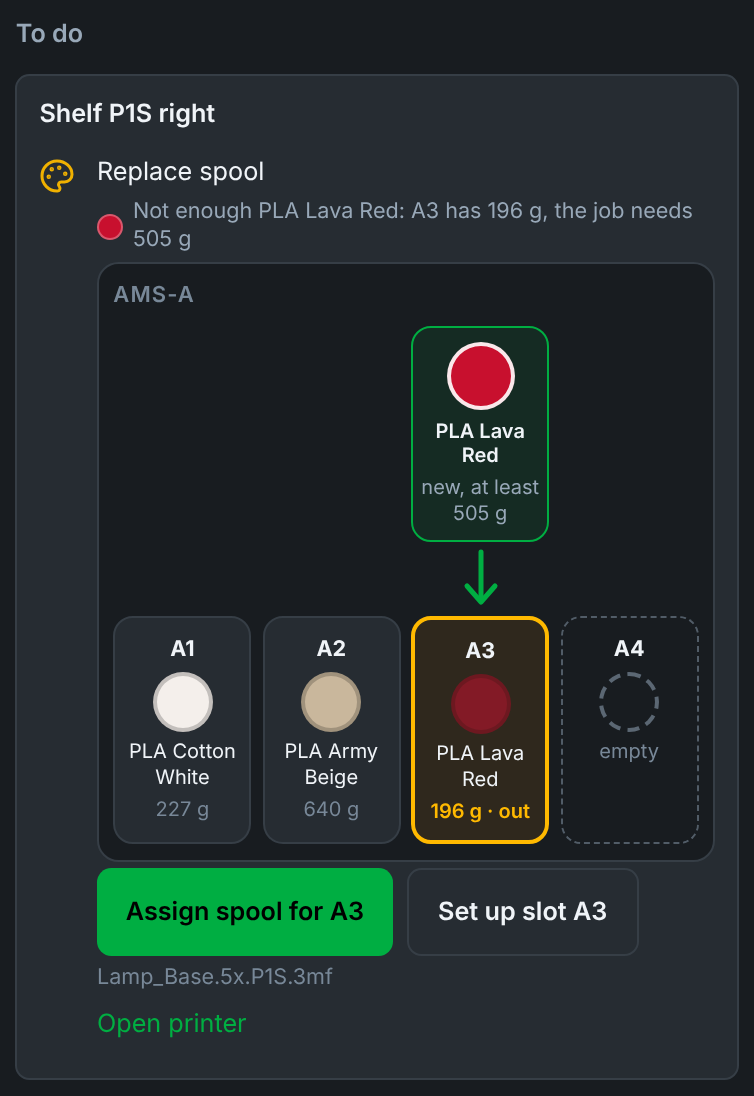 To do
Shelf P1S right
Replace spool
Not enough PLA Lava Red: A3 has 196 g, the job needs
505 g
AMS-A
PLA Lava
Red
new, at least
505 g
A1
PLA Cotton
White
227 g
A2
PLA Army
Beige
640 g
A3
PLA Lava
Red
196 g · out
A4
empty
Assign spool for A3
Set up slot A3
Lamp_Base.5x.P1S.3mf
Open printer